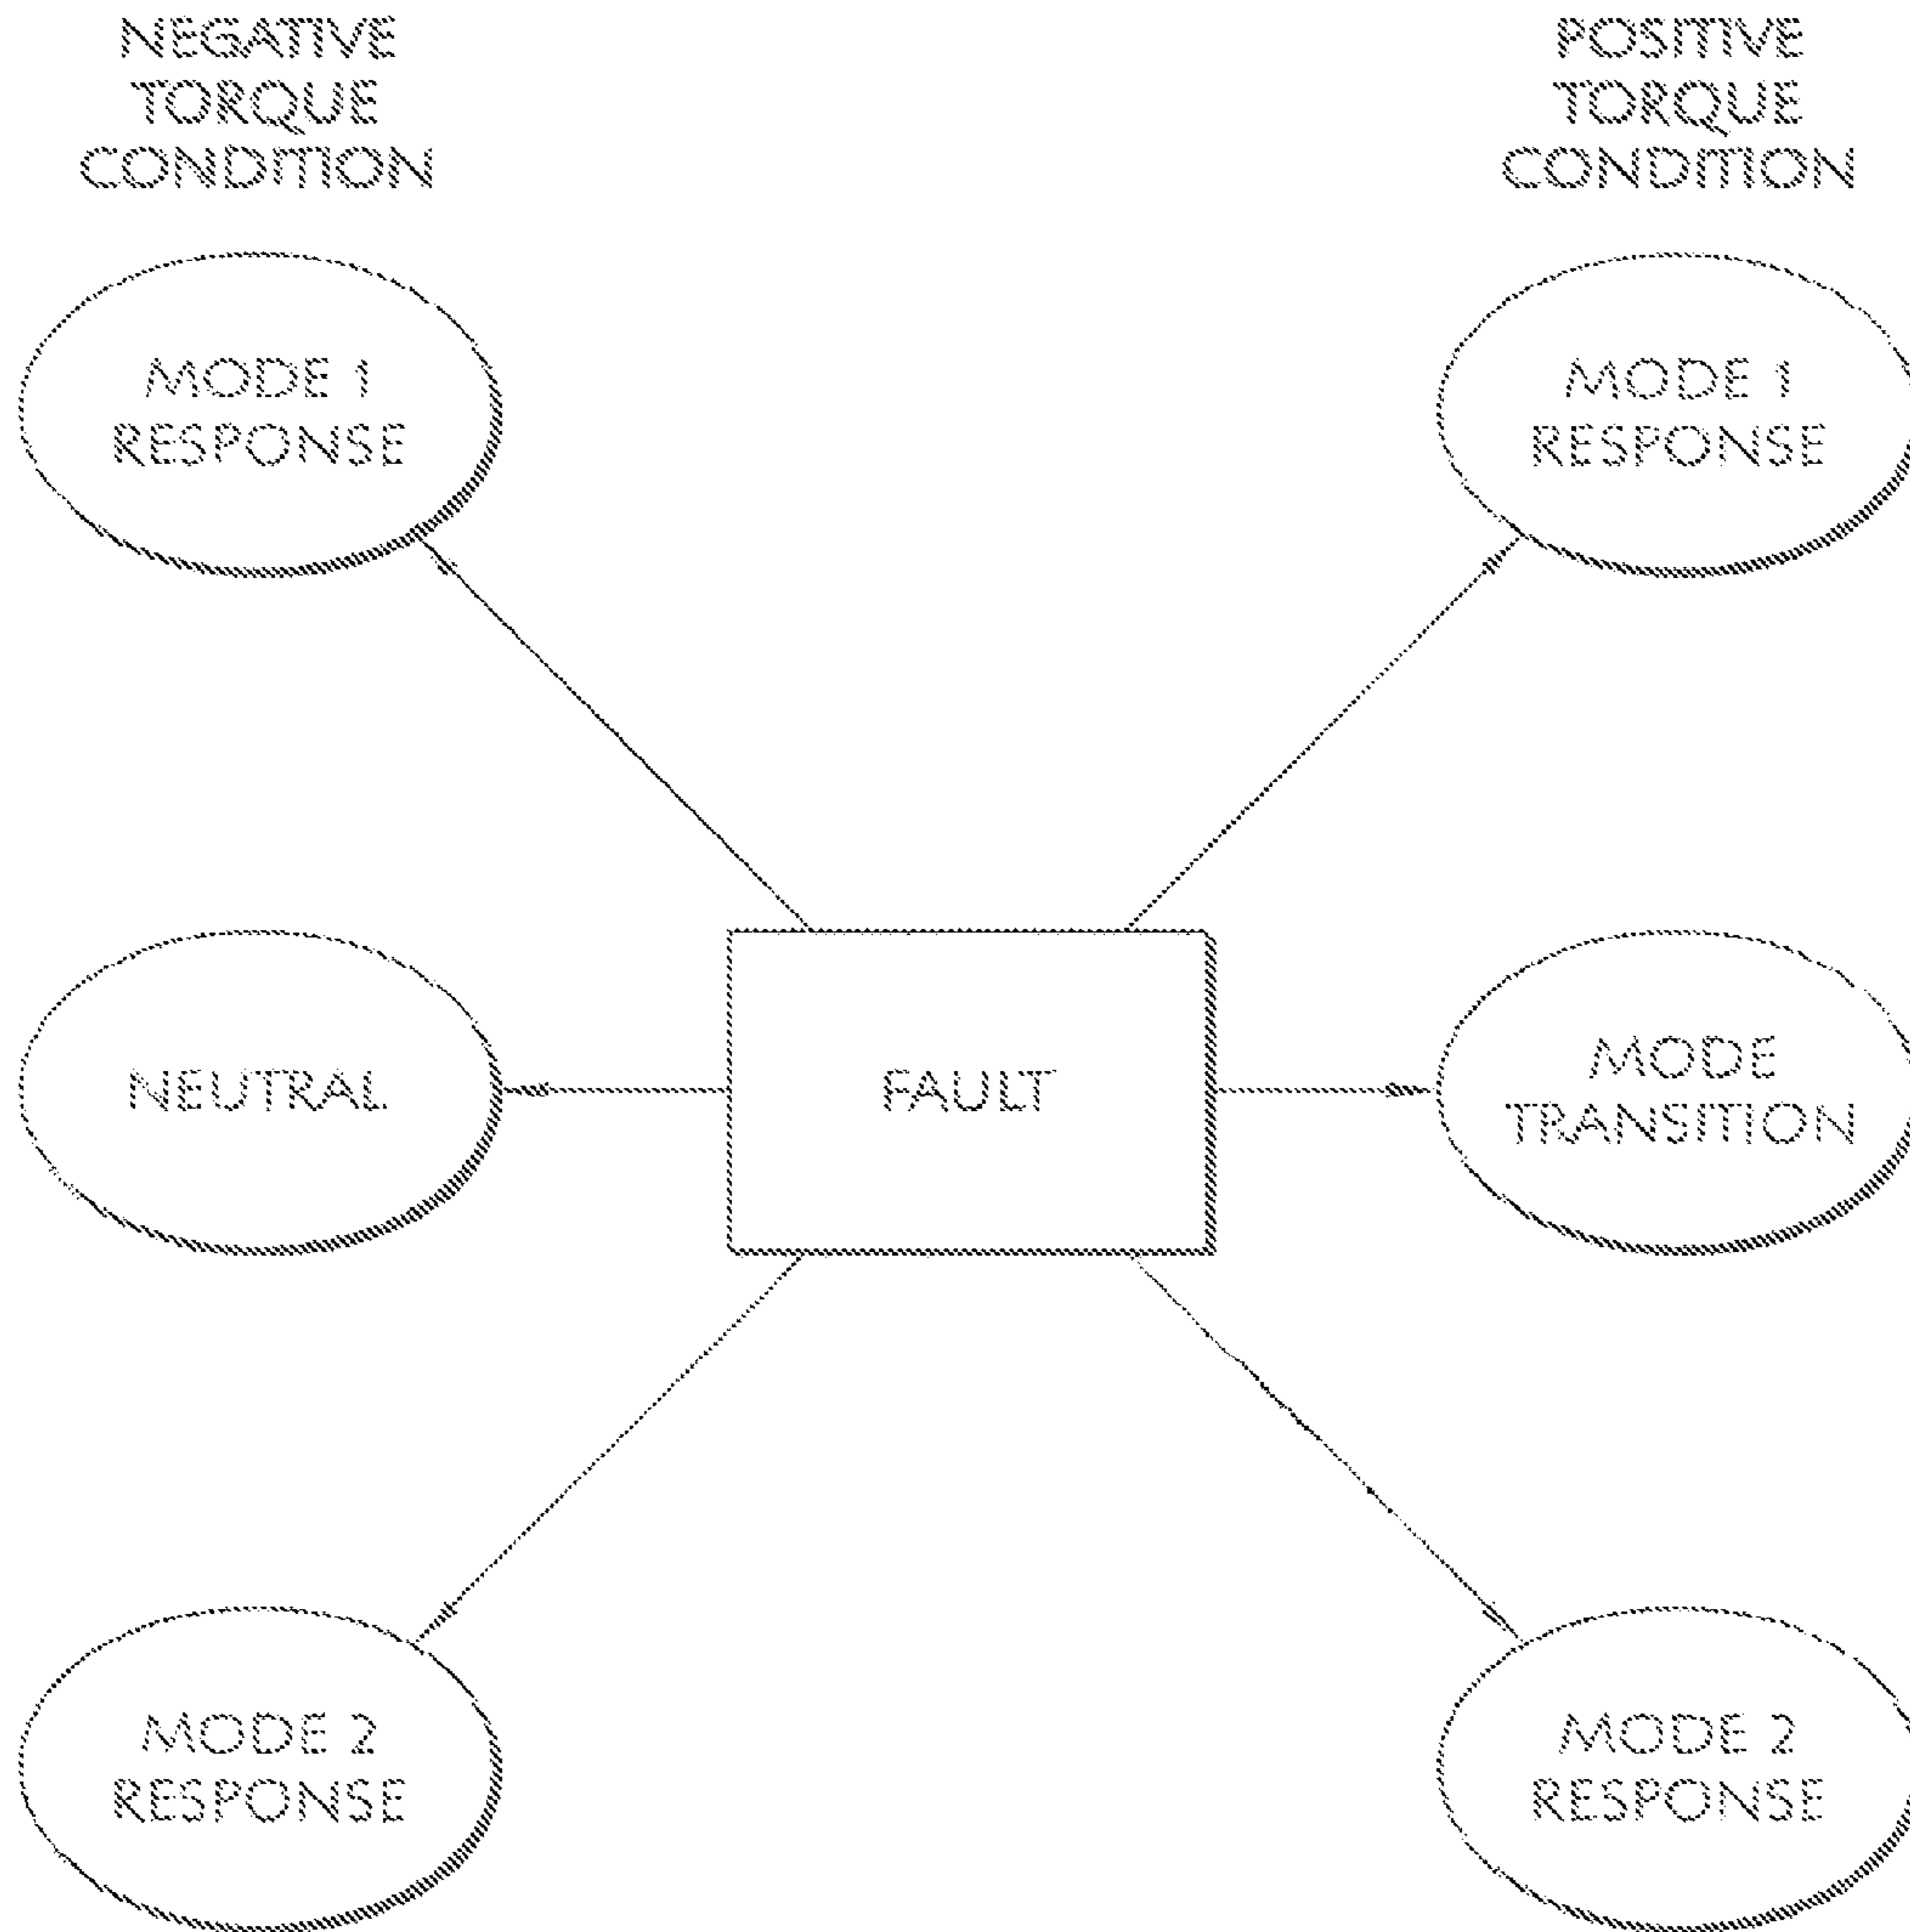 NEGATIVE
TORQUE
CONDITION
POSITIVE
TORQUE
CONDITION
MODE 1
RESPONSE
MODE 1
RESPONSE
NEUTRAL
FAULT
MODE
TRANSITION
MODE 2
RESPONSE
MODE 2
RESPONSE